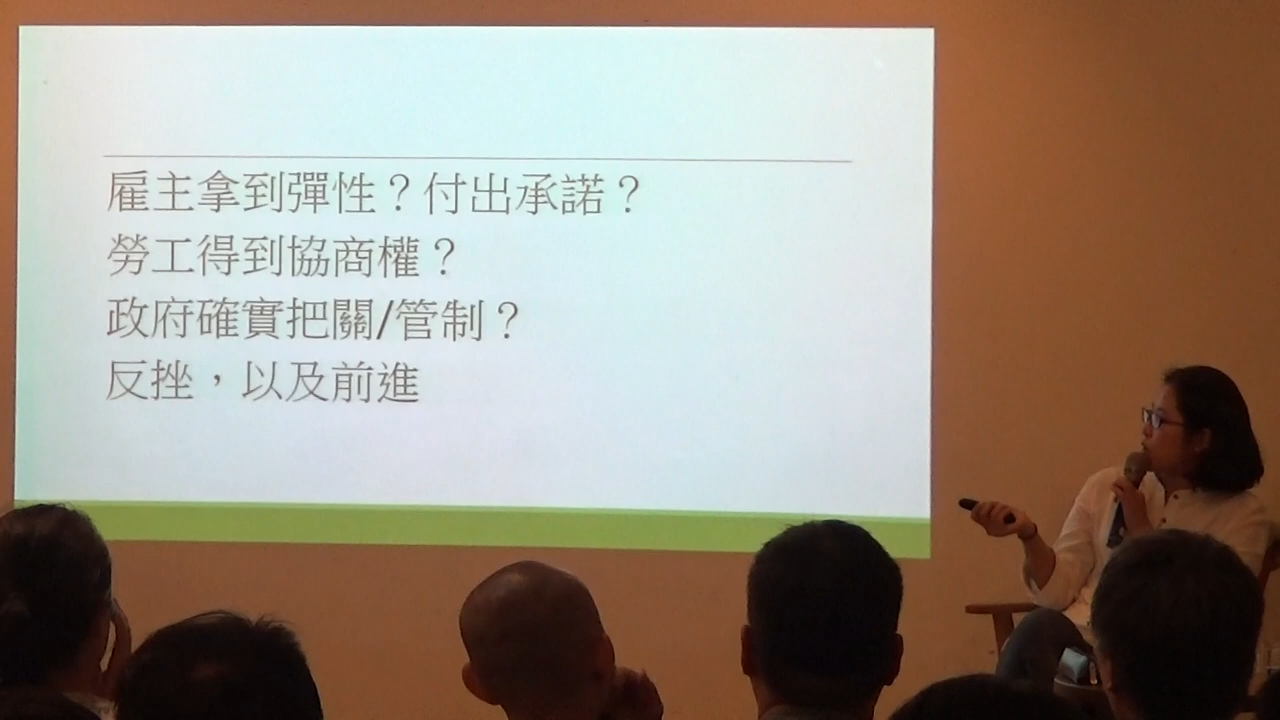 雇主拿到彈性？付出承諾？
勞工得到協商權？
政府確實把關/管制？
反挫，以及前進